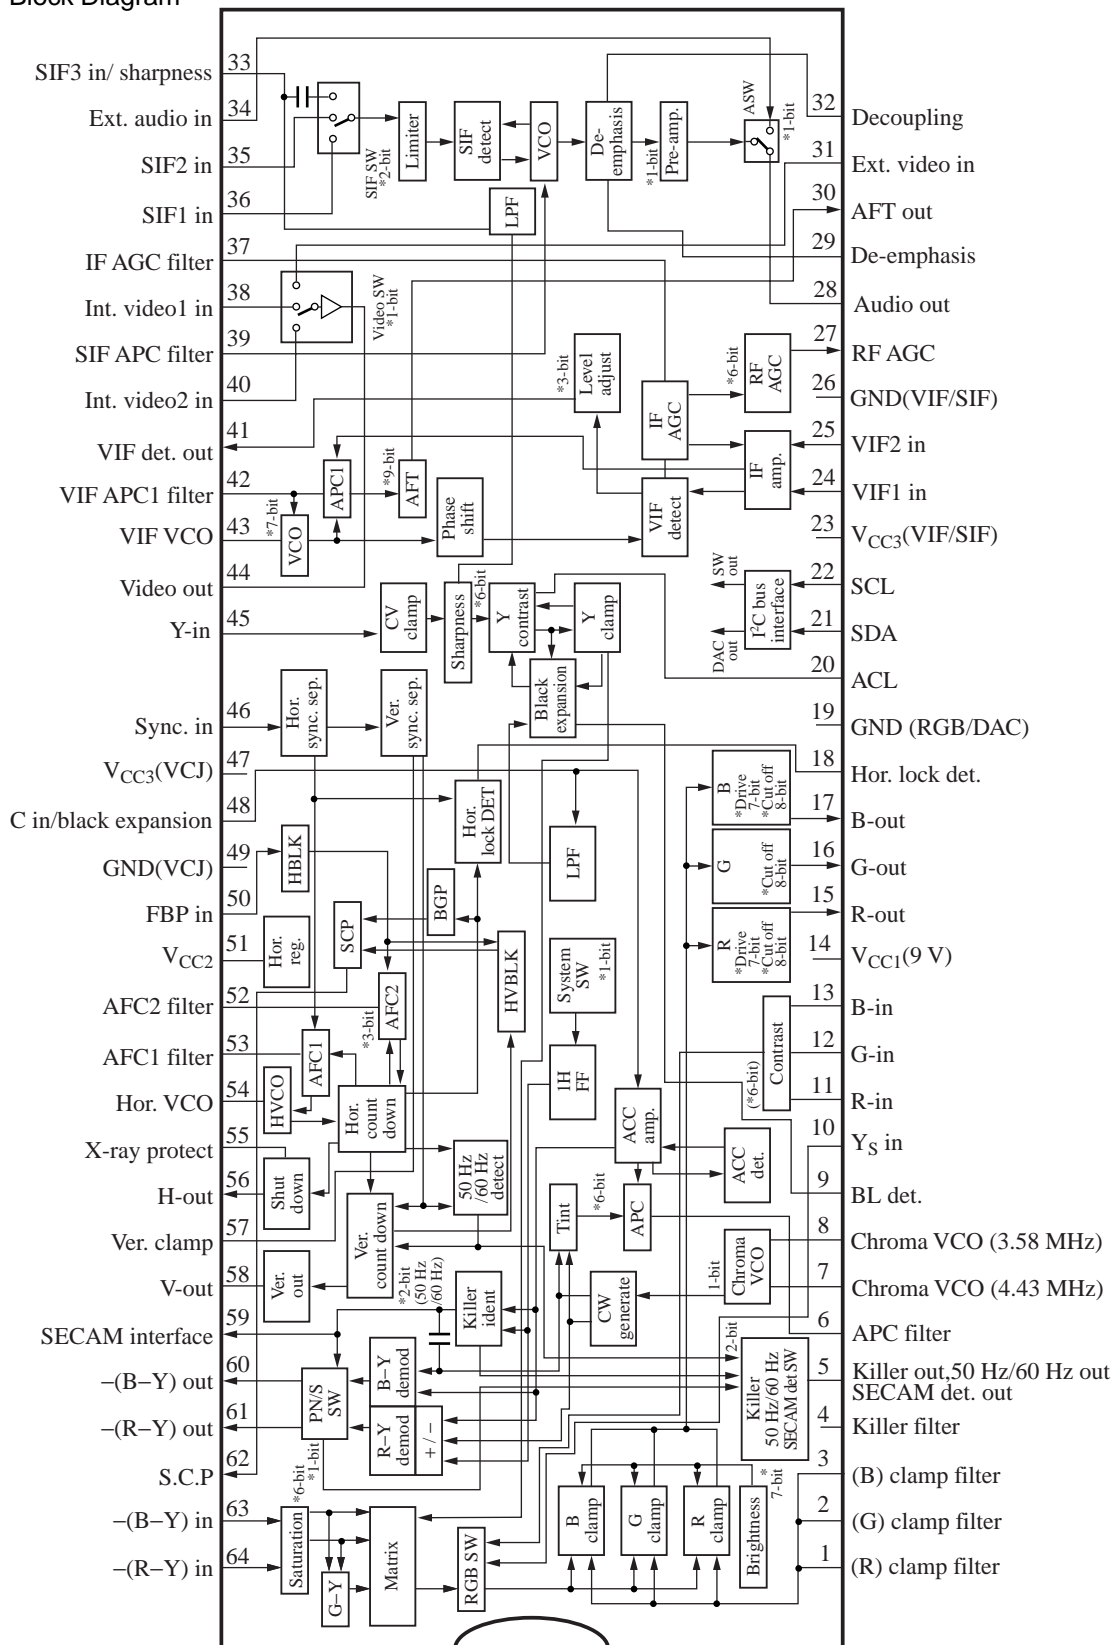 Block Diagram
33
SIF3 in/ sharpness
34
Ext. audio in
35
SIF2 in
36
SIF1 in
37
IF AGC filter
38
Int. video1 in
39
SIF APC filter
40
Int. video2 in
41
VIF det. out
42
VIF APC1 filter
43
VIF VCO
44
Video out
45
Y-in
46
Sync. in
47
VCC3(VCJ)
48
C in/black expansion
49
GND(VCJ)
50
FBP in
51
VCC2
52
AFC2 filter
53
AFC1 filter
54
Hor. VCO
55
X-ray protect
56
H-out
57
Ver. clamp
58
V-out
59
SECAM interface
60
–(B–Y) out
61
–(R–Y) out
62
S.C.P
63
–(B–Y) in
64
–(R–Y) in
SIF SW
*2-bit
Limiter
SIF
detect
VCO
De-
emphasis
*1-bit
Pre-amp.
ASW
*1-bit
LPF
Video SW
*1-bit
*3-bit
Level
adjust
*6-bit
RF
AGC
IF
AGC
IF
amp.
APC1
*9-bit
AFT
*7-bit
VCO
Phase
shift
VIF
detect
CV
clamp
Sharpness
*6-bit
Y
contrast
Y
clamp
Black
expansion
SW
out
DAC
out
I²C bus
interface
Hor.
sync. sep.
Ver.
sync. sep.
Hor.
lock DET
LPF
HBLK
BGP
SCP
Hor.
reg.
HVBLK
System
SW
*1-bit
AFC2
*3-bit
AFC1
HVCO
Hor.
count
down
1H
FF
B
*Drive
7-bit
*Cut off
8-bit
G
*Cut off
8-bit
R
*Drive
7-bit
*Cut off
8-bit
Contrast
(*6-bit)
ACC
amp.
ACC
det.
Shut
down
50 Hz
/60 Hz
detect
Ver.
count down
*2-bit
(50 Hz
/60 Hz)
Ver.
out
Tint
*6-bit
APC
1-bit
Chroma
VCO
Killer
ident
CW
generate
PN/S
SW
*1-bit
B–Y
demod
R–Y
demod
+ / –
2-bit
Killer
50 Hz/60 Hz
SECAM det SW
*6-bit
Saturation
G–Y
Matrix
RGB SW
B
clamp
G
clamp
R
clamp
Brightness
*
7-bit
32
Decoupling
31
Ext. video in
30
AFT out
29
De-emphasis
28
Audio out
27
RF AGC
26
GND(VIF/SIF)
25
VIF2 in
24
VIF1 in
23
VCC3(VIF/SIF)
22
SCL
21
SDA
20
ACL
19
GND (RGB/DAC)
18
Hor. lock det.
17
B-out
16
G-out
15
R-out
14
VCC1(9 V)
13
B-in
12
G-in
11
R-in
10
YS in
9
BL det.
8
Chroma VCO (3.58 MHz)
7
Chroma VCO (4.43 MHz)
6
APC filter
5
Killer out,50 Hz/60 Hz out
SECAM det. out
4
Killer filter
3
(B) clamp filter
2
(G) clamp filter
1
(R) clamp filter